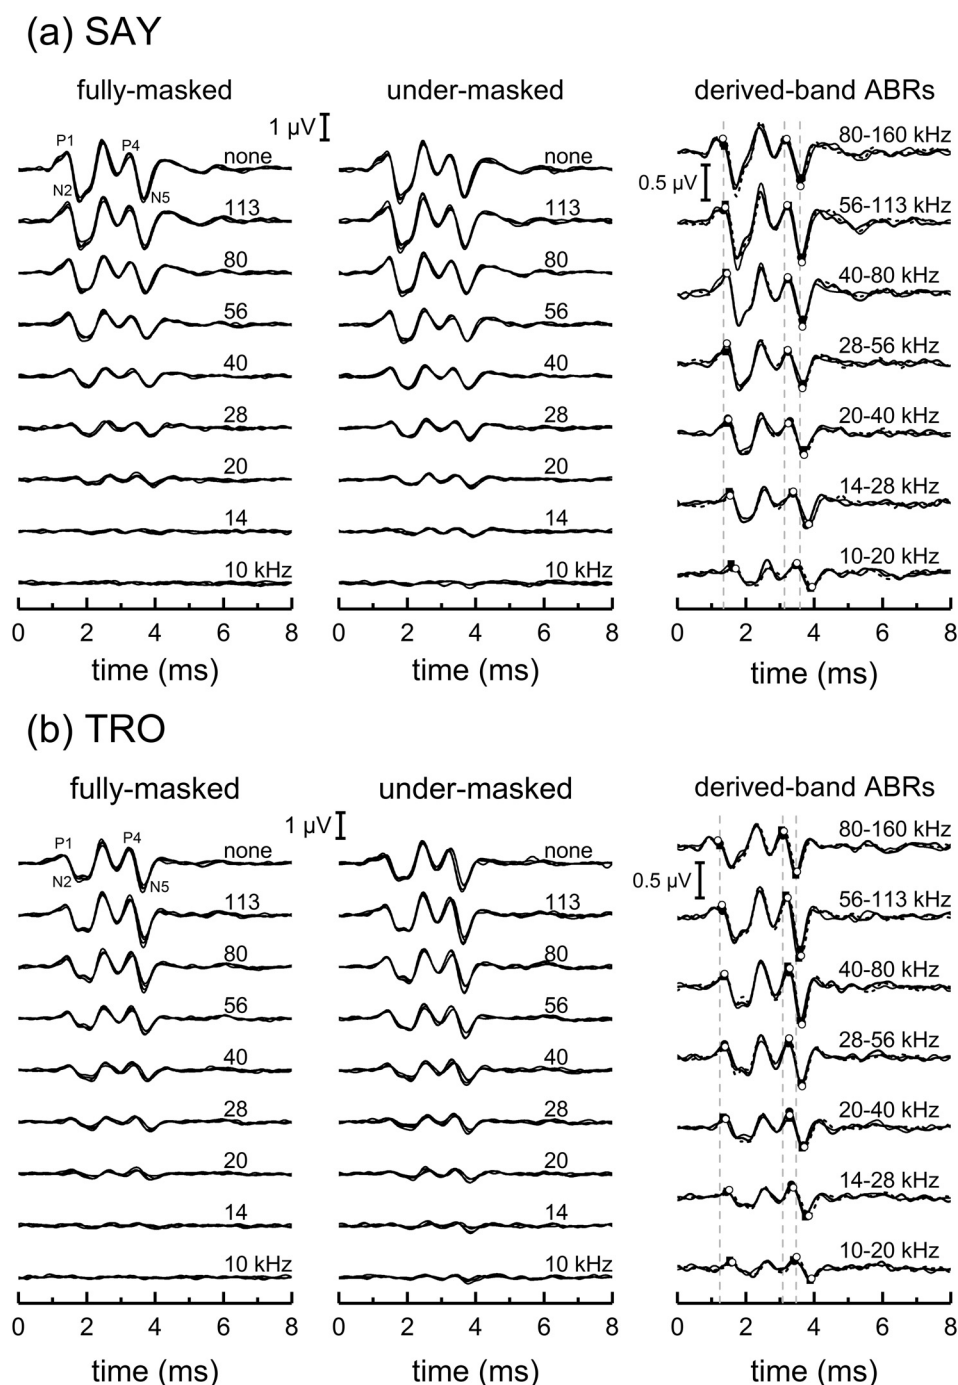 (a) SAY
fully-masked under-masked derived-band ABRs
1 µV
P1 P4 none none 80-160 kHz
0.5 µV
N2 N5 113 113 56-113 kHz
80 80 40-80 kHz
56 56 28-56 kHz
40 40 20-40 kHz
28 28 14-28 kHz
20 20 10-20 kHz
14 14
10 kHz 10 kHz
0 2 4 6 8 0 2 4 6 8 0 2 4 6 8
time (ms) time (ms) time (ms)
(b) TRO
fully-masked under-masked derived-band ABRs
1 µV
P1 P4 none none 80-160 kHz
0.5 µV
N2 N5 113 113 56-113 kHz
80 80 40-80 kHz
56 56 28-56 kHz
40 40 20-40 kHz
28 28 14-28 kHz
20 20 10-20 kHz
14 14
10 kHz 10 kHz
0 2 4 6 8 0 2 4 6 8 0 2 4 6 8
time (ms) time (ms) time (ms)